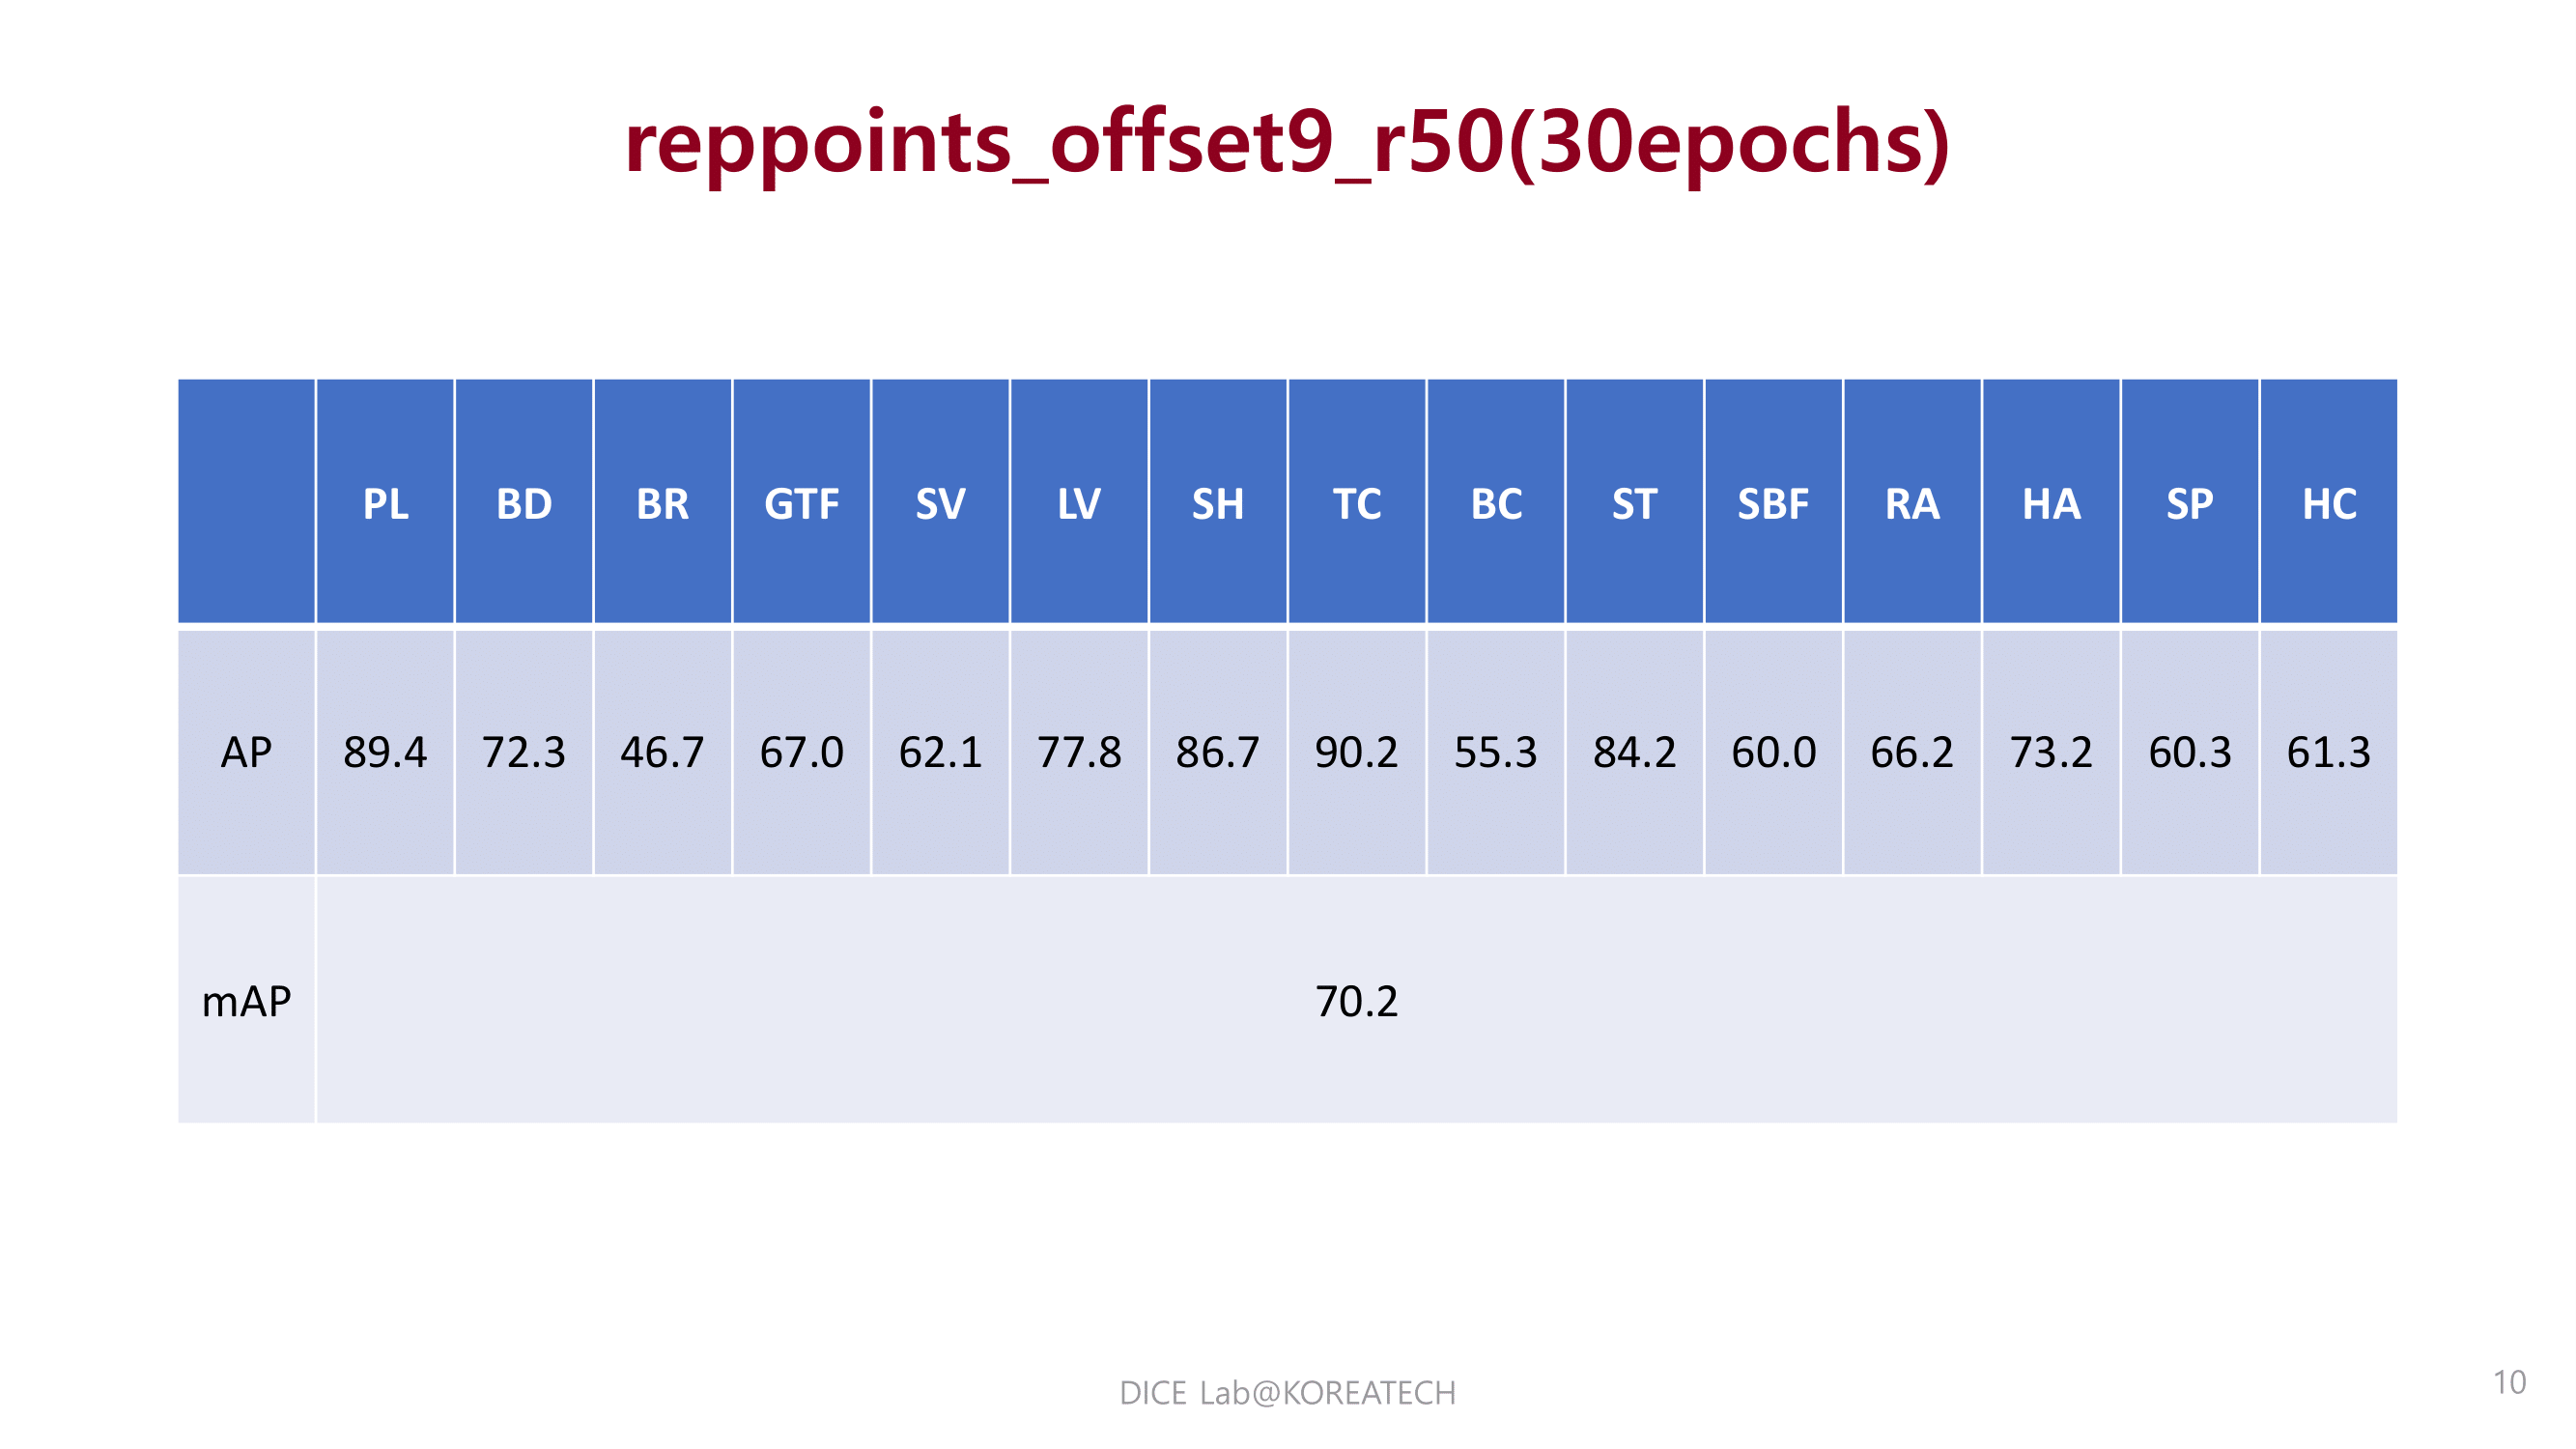 reppoints_offset9_r50(30epochs)
PL BD BR GTF SV LV SH TC BC ST SBF RA HA SP HC
AP 89.4 72.3 46.7 67.0 62.1 77.8 86.7 90.2 55.3 84.2 60.0 66.2 73.2 60.3 61.3
mAP 70.2
DICE Lab@KOREATECH
10